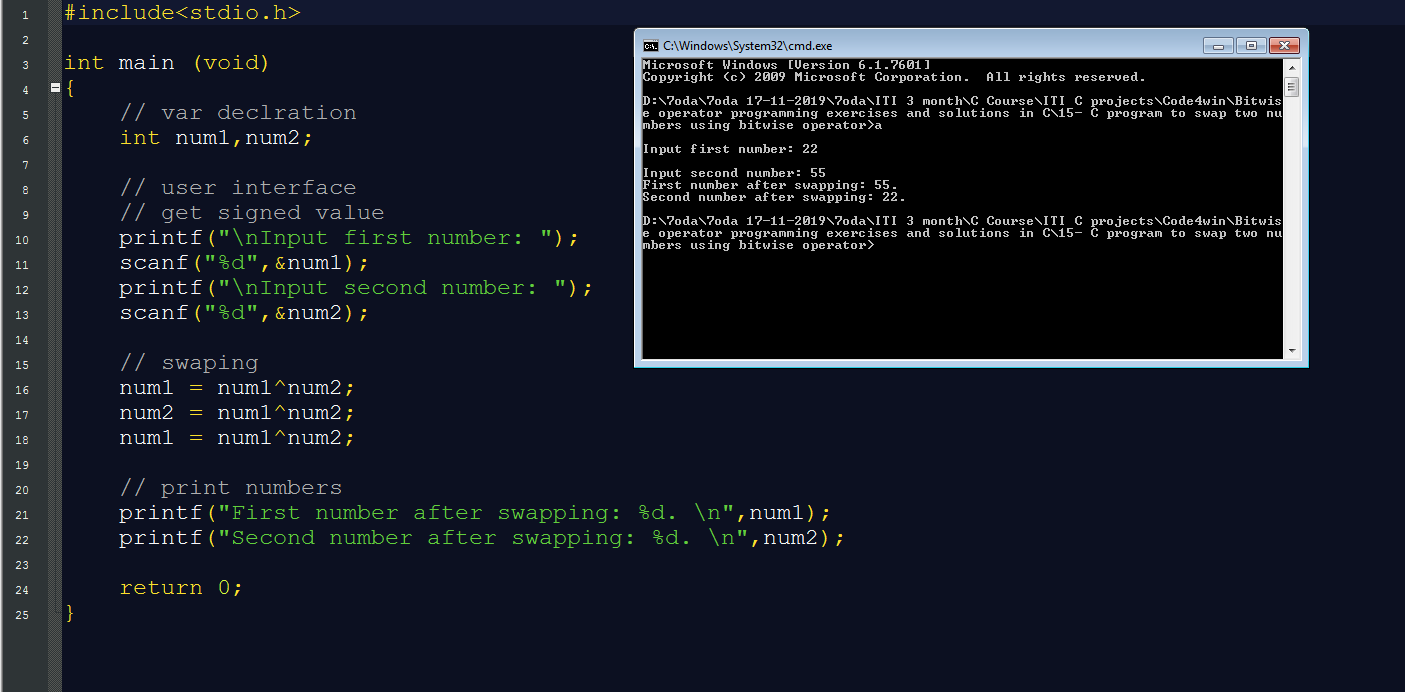 1 #include<stdio.h>
2
3 int main (void)
4 {
5 // var declration
6 int num1,num2;
7
8 // user interface
9 // get signed value
10 printf("\nInput first number: ");
11 scanf("%d",&num1);
12 printf("\nInput second number: ");
13 scanf("%d",&num2);
14
15 // swaping
16 num1 = num1^num2;
17 num2 = num1^num2;
18 num1 = num1^num2;
19
20 // print numbers
21 printf("First number after swapping: %d. \n",num1);
22 printf("Second number after swapping: %d. \n",num2);
23
24 return 0;
25 }
C:\Windows\System32\cmd.exe
Microsoft Windows [Version 6.1.7601]
Copyright (c) 2009 Microsoft Corporation.  All rights reserved.
D:\7oda\7oda 17-11-2019\7oda\ITI 3 month\C Course\ITI C projects\Code4win\Bitwis
e operator programming exercises and solutions in C\15- C program to swap two nu
mbers using bitwise operator>a
Input first number: 22
Input second number: 55
First number after swapping: 55.
Second number after swapping: 22.
D:\7oda\7oda 17-11-2019\7oda\ITI 3 month\C Course\ITI C projects\Code4win\Bitwis
e operator programming exercises and solutions in C\15- C program to swap two nu
mbers using bitwise operator>